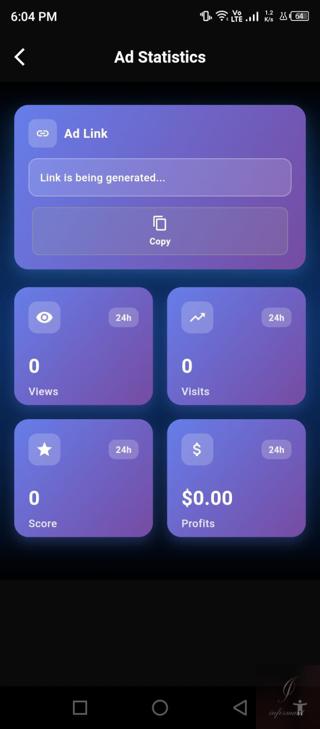 6:04 PM
Vo
LTE
1.2
K/s
64
Ad Statistics
Ad Link
Link is being generated...
Copy
24h
24h
0
0
Views
Visits
24h
24h
0
$0.00
Score
Profits